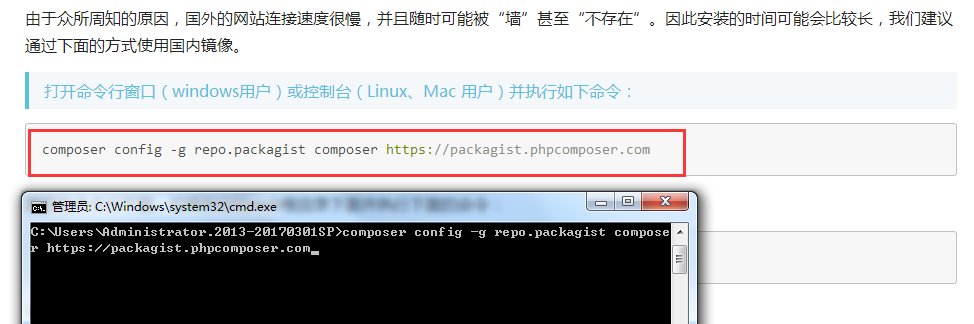 由于众所周知的原因，国外的网站连接速度很慢，并且随时可能被“墙”甚至“不存在”。因此安装的时间可能会比较长，我们建议
通过下面的方式使用国内镜像。
打开命令行窗口（windows用户）或控制台（Linux、Mac 用户）并执行如下命令：
composer config -g repo.packagist composer https://packagist.phpcomposer.com
管理员: C:\Windows\system32\cmd.exe
C:\Users\Administrator.2013-20170301SP>composer config -g repo.packagist compose
r https://packagist.phpcomposer.com